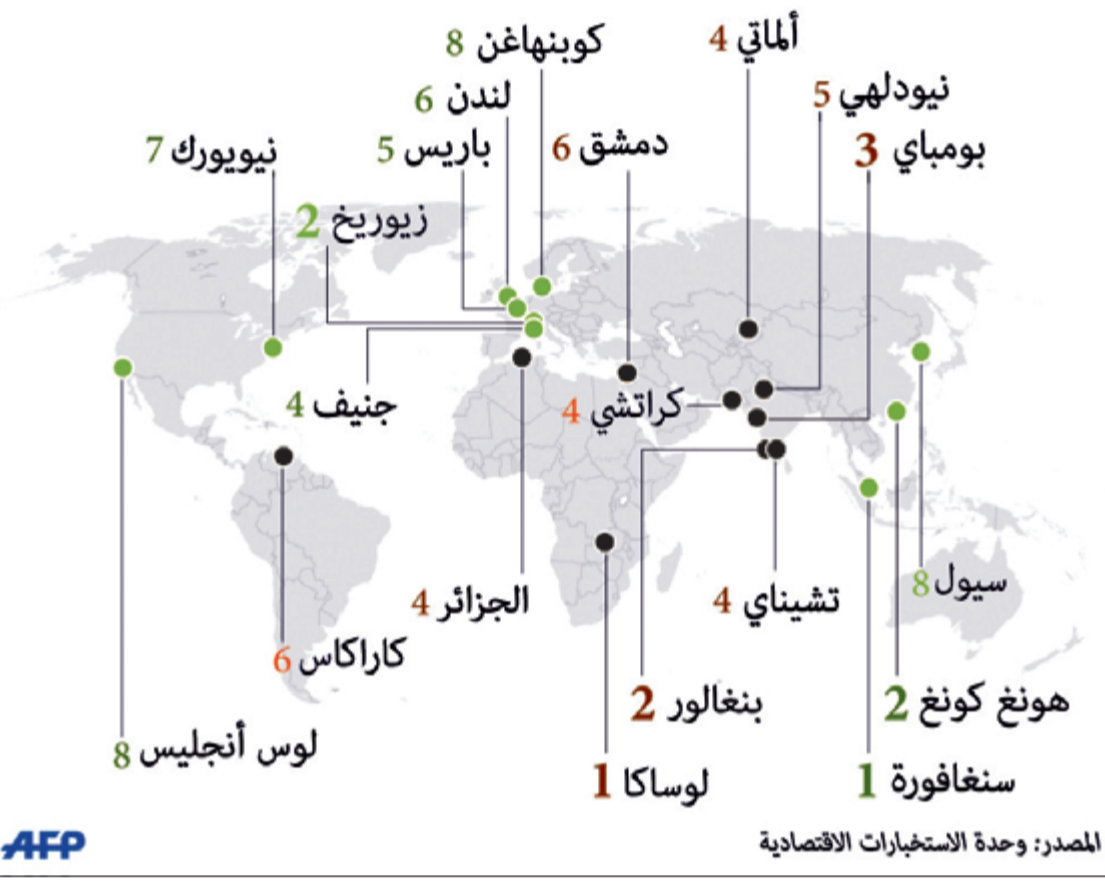 كوبنهاغن 8
ألماتي 4
لندن 6
نيودلهي 5
نيويورك 7
باريس 5
دمشق 6
بومباي 3
زيوريخ 2
جنيف 4
كراتشي 4
الجزائر 4
تشيناي 4
سيول 8
كاراكاس 6
بنغالور 2
هونغ كونغ 2
لوس أنجليس 8
لوساكا 1
سنغافورة 1
المصدر: وحدة الاستخبارات الاقتصادية
AFP